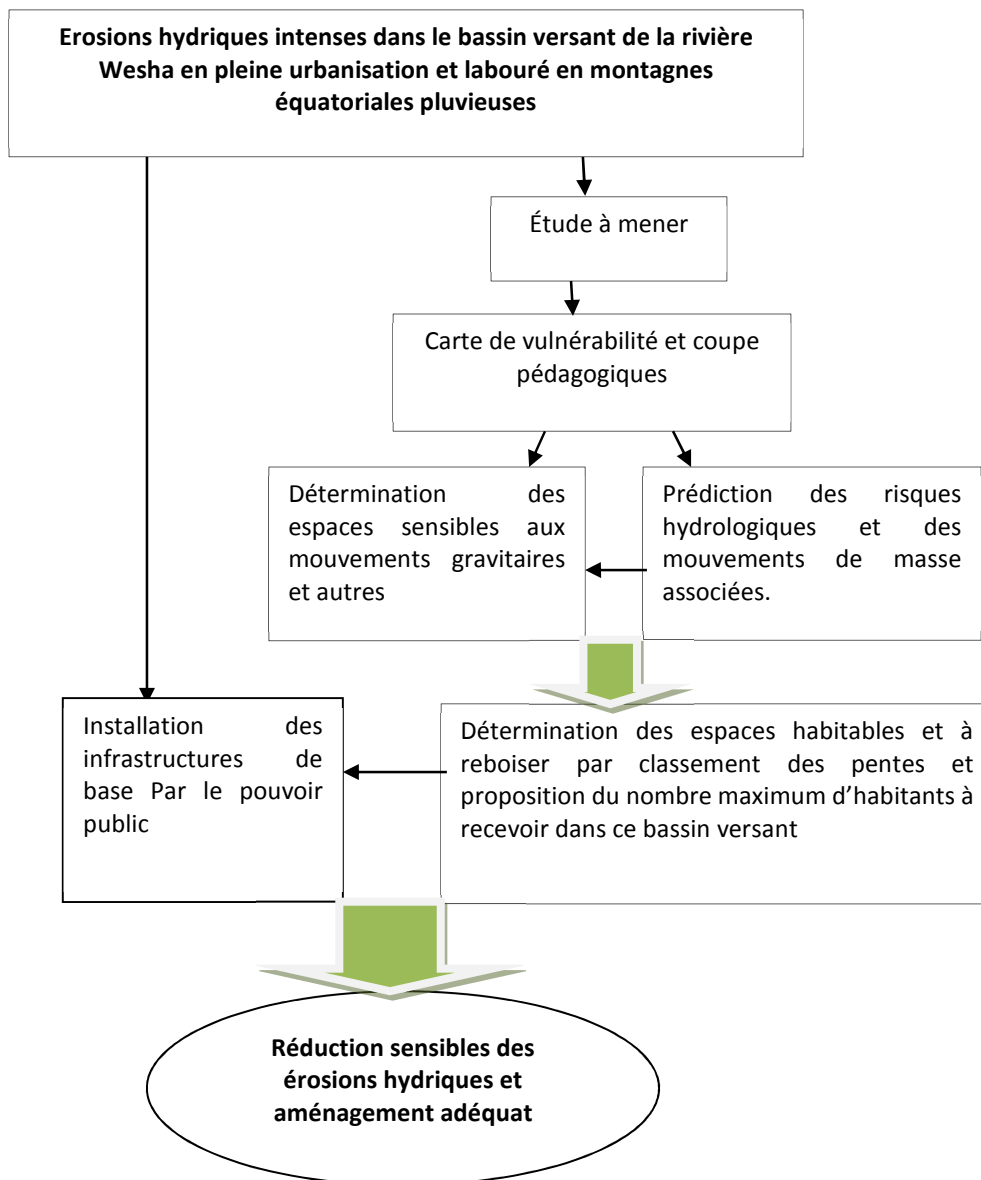 Erosions hydriques intenses dans le bassin versant de la rivière
Wesha en pleine urbanisation et labouré en montagnes
équatoriales pluvieuses
Étude à mener
Carte de vulnérabilité et coupe
pédagogiques
Détermination des
espaces sensibles aux
mouvements gravitaires
et autres
Prédiction des risques
hydrologiques et des
mouvements de masse
associées.
Installation des
infrastructures de
base Par le pouvoir
public
Détermination des espaces habitables et à
reboiser par classement des pentes et
proposition du nombre maximum d’habitants à
recevoir dans ce bassin versant
Réduction sensibles des
érosions hydriques et
aménagement adéquat